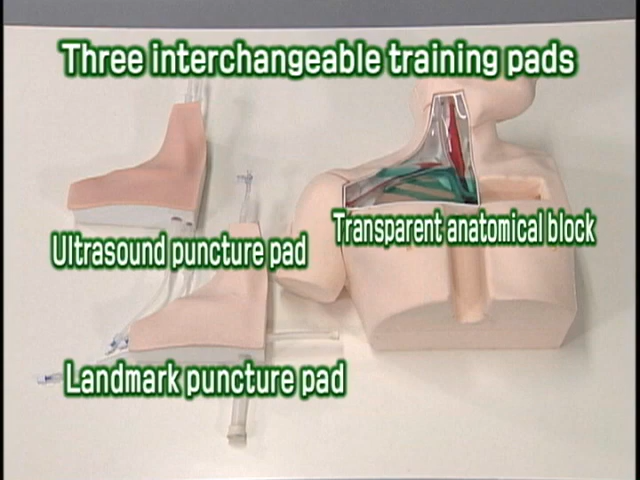 Three interchangeable training pads
Transparent anatomical block
Ultrasound puncture pad
Landmark puncture pad